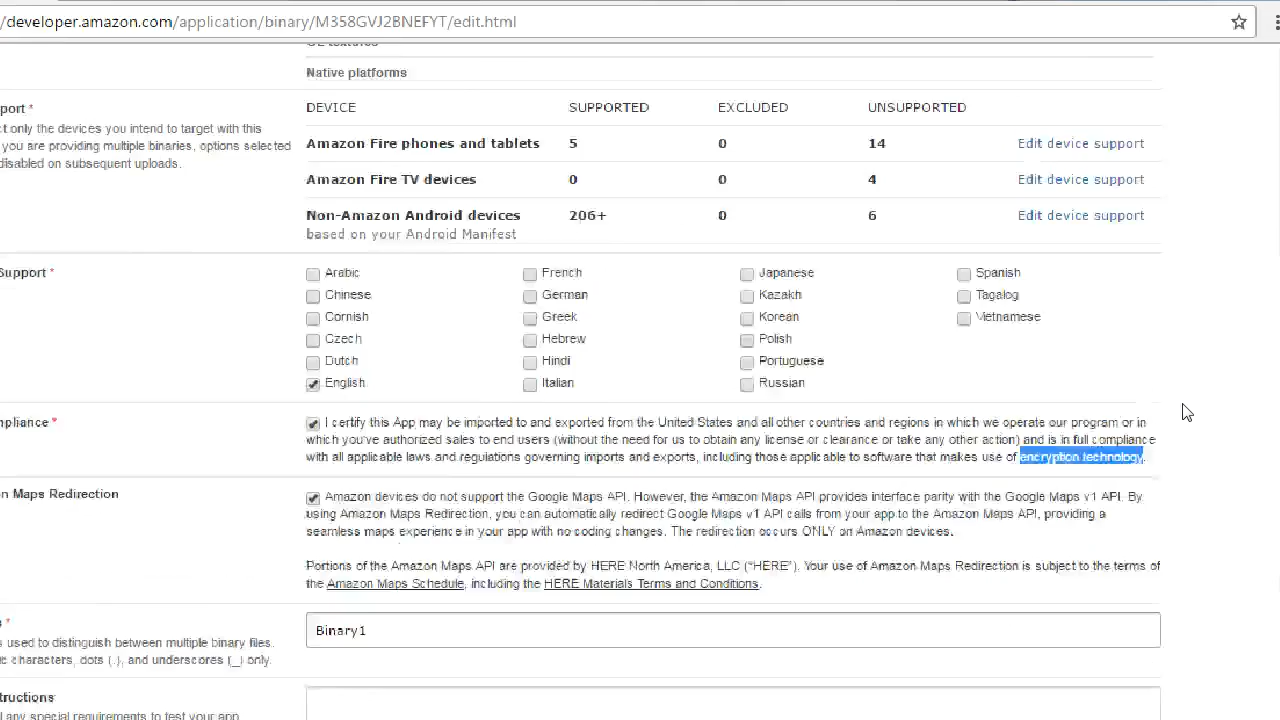 /developer.amazon.com/application/binary/M358GVJ2BNEFYT/edit.html
GL textures
Native platforms
port *
DEVICE SUPPORTED EXCLUDED UNSUPPORTED
t only the devices you intend to target with this
you are providing multiple binaries, options selected
disabled on subsequent uploads.
Amazon Fire phones and tablets 5 0 14 Edit device support
Amazon Fire TV devices 0 0 4 Edit device support
Non-Amazon Android devices 206+ 0 6 Edit device support
based on your Android Manifest
Support *
Arabic French Japanese Spanish
Chinese German Kazakh Tagalog
Cornish Greek Korean Vietnamese
Czech Hebrew Polish
Dutch Hindi Portuguese
English Italian Russian
mpliance *
I certify this App may be imported to and exported from the United States and all other countries and regions in which we operate our program or in
which you've authorized sales to end users (without the need for us to obtain any license or clearance or take any other action) and is in full compliance
with all applicable laws and regulations governing imports and exports, including those applicable to software that makes use of encryption technology.
n Maps Redirection
Amazon devices do not support the Google Maps API. However, the Amazon Maps API provides interface parity with the Google Maps v1 API. By
using Amazon Maps Redirection, you can automatically redirect Google Maps v1 API calls from your app to the Amazon Maps API, providing a
seamless maps experience in your app with no coding changes. The redirection occurs ONLY on Amazon devices.
Portions of the Amazon Maps API are provided by HERE North America, LLC ("HERE"). Your use of Amazon Maps Redirection is subject to the terms of
the Amazon Maps Schedule, including the HERE Materials Terms and Conditions.
*
Binary1
s used to distinguish between multiple binary files.
c characters, dots (.), and underscores (_) only.
tructions
any special requirements to test your app